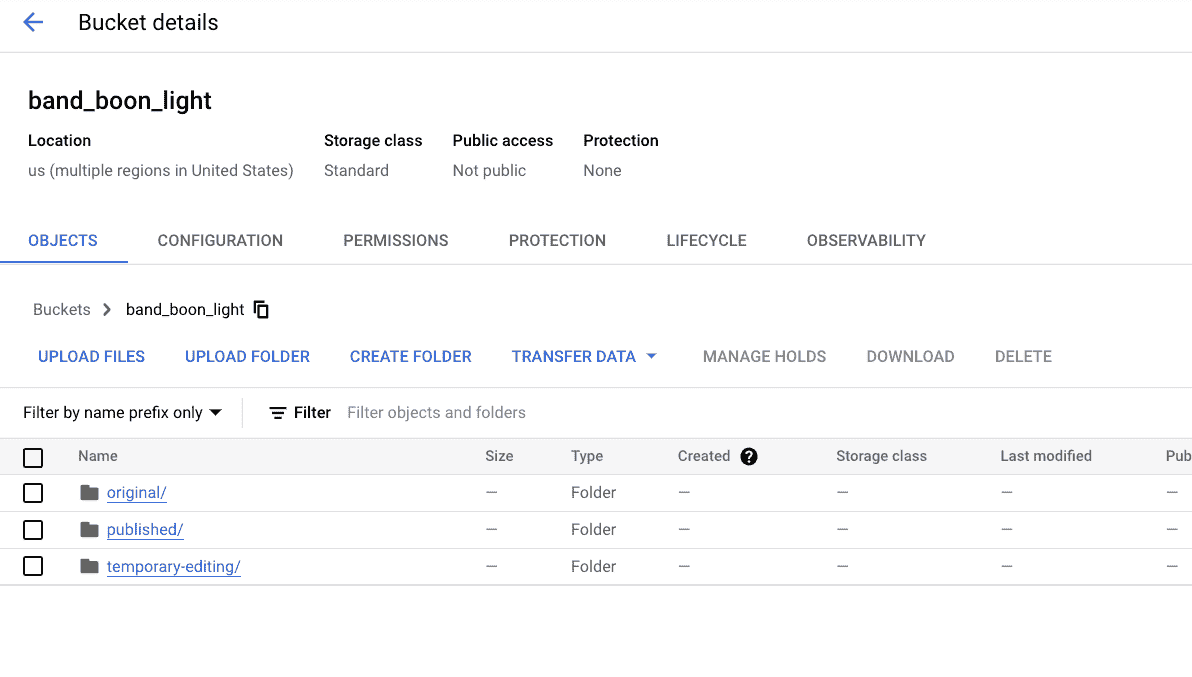 Bucket details
band_boon_light
Location Storage class Public access Protection
us (multiple regions in United States) Standard Not public None
OBJECTS CONFIGURATION PERMISSIONS PROTECTION LIFECYCLE OBSERVABILITY
Buckets band_boon_light
UPLOAD FILES UPLOAD FOLDER CREATE FOLDER TRANSFER DATA MANAGE HOLDS DOWNLOAD DELETE
Filter by name prefix only Filter Filter objects and folders
Name Size Type Created ? Storage class Last modified Pub
original/ — Folder — — — —
published/ — Folder — — — —
temporary-editing/ — Folder — — — —